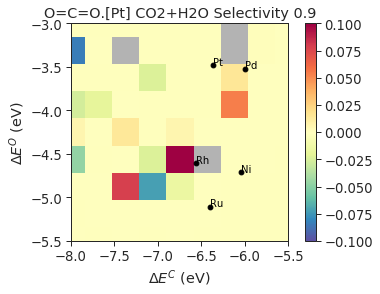 O=C=O.[Pt] CO2+H2O Selectivity 0.9
−3.0
−3.5
−4.0
−4.5
−5.0
−5.5
ΔE^O (eV)
Pt
Pd
Rh
Ni
Ru
−8.0 −7.5 −7.0 −6.5 −6.0 −5.5
ΔE^C (eV)
0.100
0.075
0.050
0.025
0.000
−0.025
−0.050
−0.075
−0.100